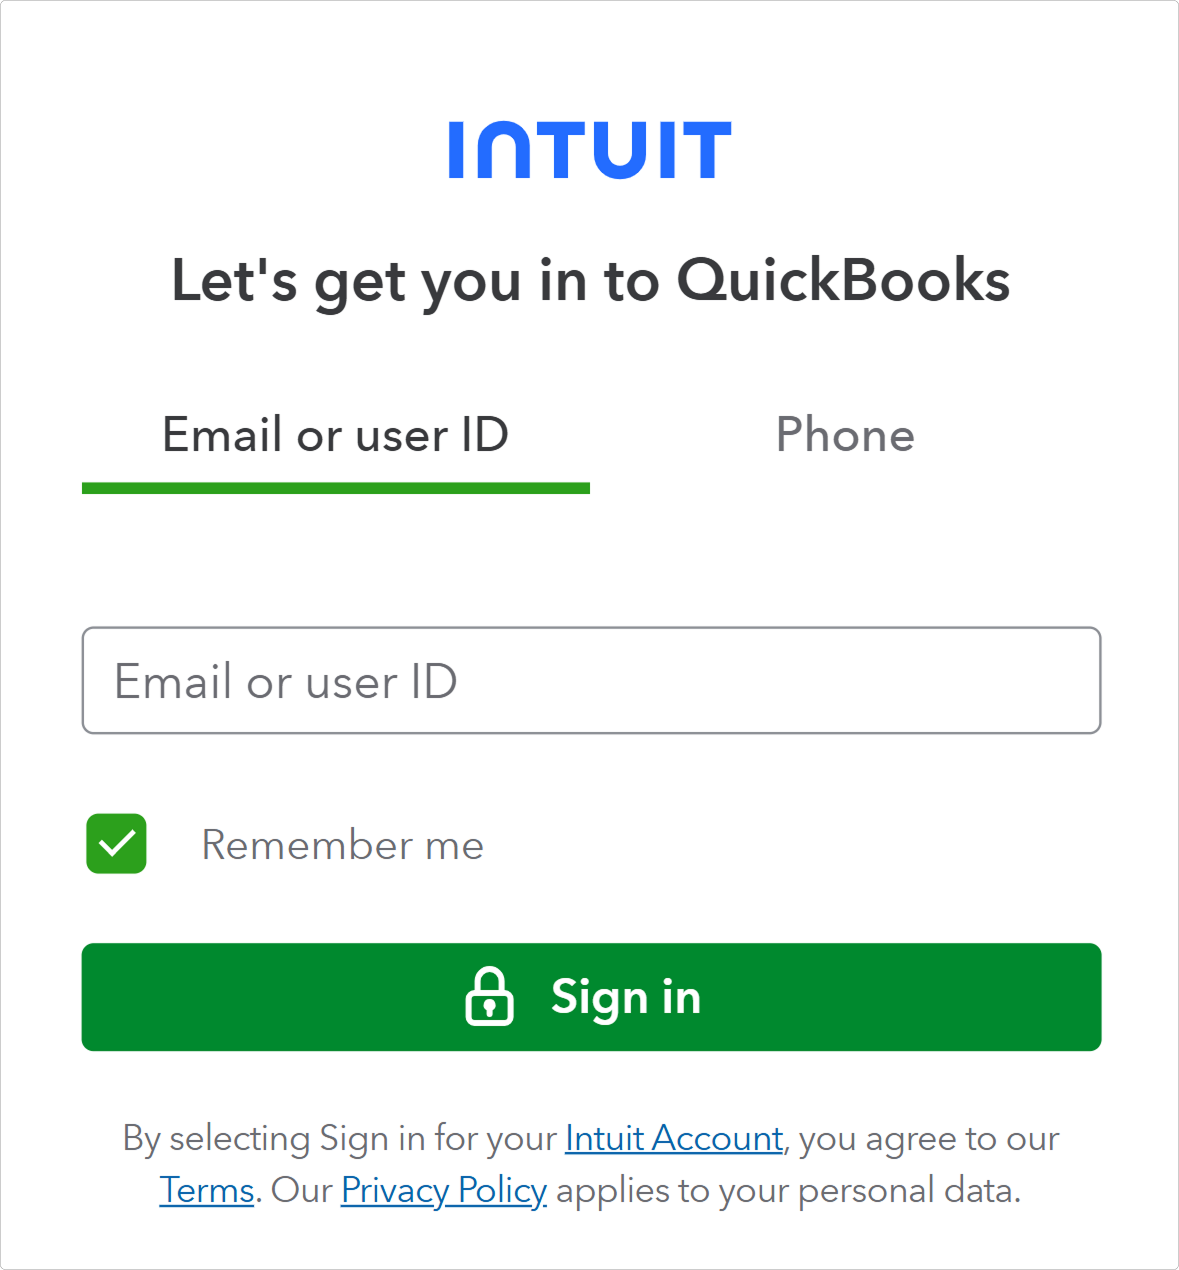 INTUIT
Let's get you in to QuickBooks
Email or user ID
Phone
Email or user ID
Remember me
Sign in
By selecting Sign in for your Intuit Account, you agree to our
Terms. Our Privacy Policy applies to your personal data.